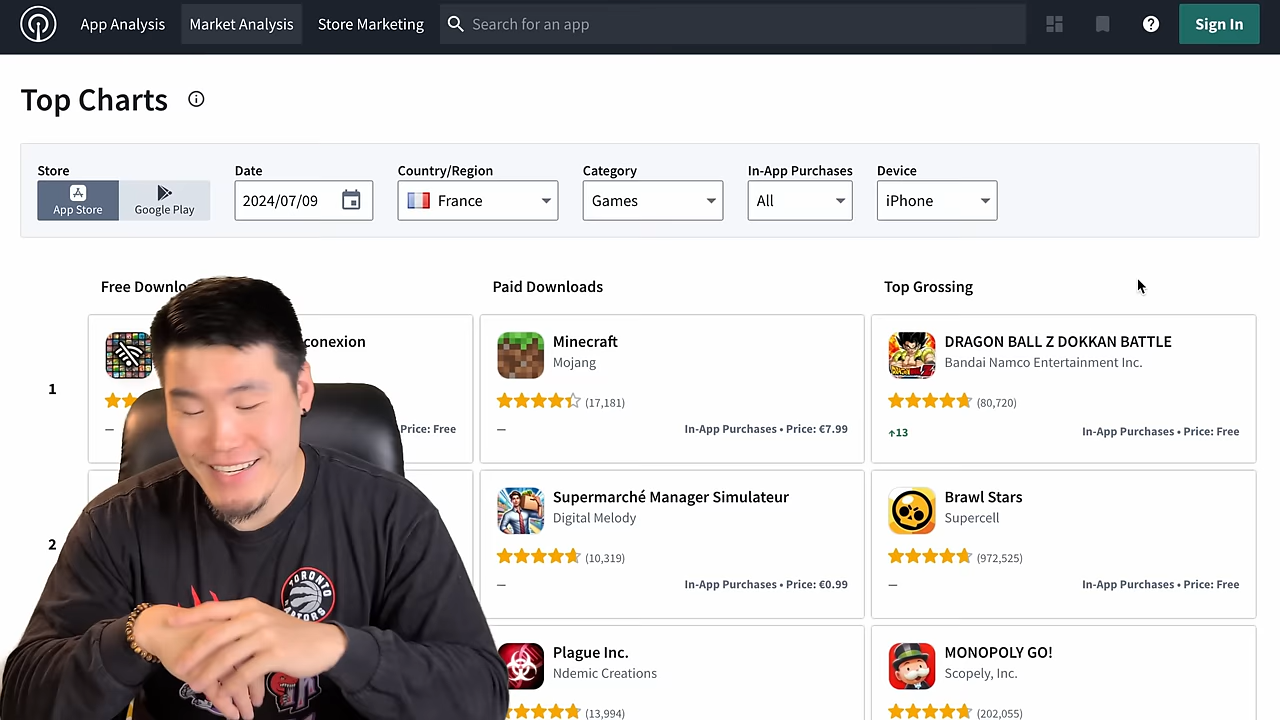 App Analysis
Market Analysis
Store Marketing
Search for an app
Sign In
Top Charts
Store
Date
Country/Region
Category
In-App Purchases
Device
App Store
Google Play
2024/07/09
France
Games
All
iPhone
Paid Downloads
Top Grossing
1
conexion
Price: Free
Minecraft
Mojang
(17,181)
–
In-App Purchases • Price: €7.99
DRAGON BALL Z DOKKAN BATTLE
Bandai Namco Entertainment Inc.
(80,720)
↑13
In-App Purchases • Price: Free
2
Supermarché Manager Simulateur
Digital Melody
(10,319)
–
In-App Purchases • Price: €0.99
Brawl Stars
Supercell
(972,525)
–
In-App Purchases • Price: Free
Plague Inc.
Ndemic Creations
(13,994)
MONOPOLY GO!
Scopely, Inc.
(202,055)
TORONTO